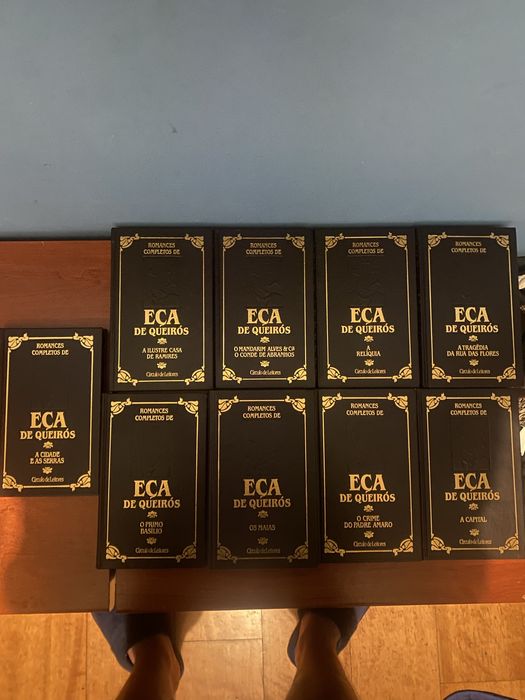 ROMANCES
COMPLETOS DE
EÇA
DE QUEIRÓS
A ILUSTRE CASA
DE RAMIRES
Círculo de Leitores
ROMANCES
COMPLETOS DE
EÇA
DE QUEIRÓS
O MANDARIM ALVES & Cª
O CONDE DE ABRANHOS
Círculo de Leitores
ROMANCES
COMPLETOS DE
EÇA
DE QUEIRÓS
A
RELÍQUIA
Círculo de Leitores
ROMANCES
COMPLETOS DE
EÇA
DE QUEIRÓS
A TRAGÉDIA
DA RUA DAS FLORES
Círculo de Leitores
ROMANCES
COMPLETOS DE
EÇA
DE QUEIRÓS
A CIDADE
E AS SERRAS
Círculo de Leitores
ROMANCES
COMPLETOS DE
EÇA
DE QUEIRÓS
O PRIMO
BASÍLIO
Círculo de Leitores
ROMANCES
COMPLETOS DE
EÇA
DE QUEIRÓS
OS MAIAS
Círculo de Leitores
ROMANCES
COMPLETOS DE
EÇA
DE QUEIRÓS
O CRIME
DO PADRE AMARO
Círculo de Leitores
ROMANCES
COMPLETOS DE
EÇA
DE QUEIRÓS
A CAPITAL
Círculo de Leitores